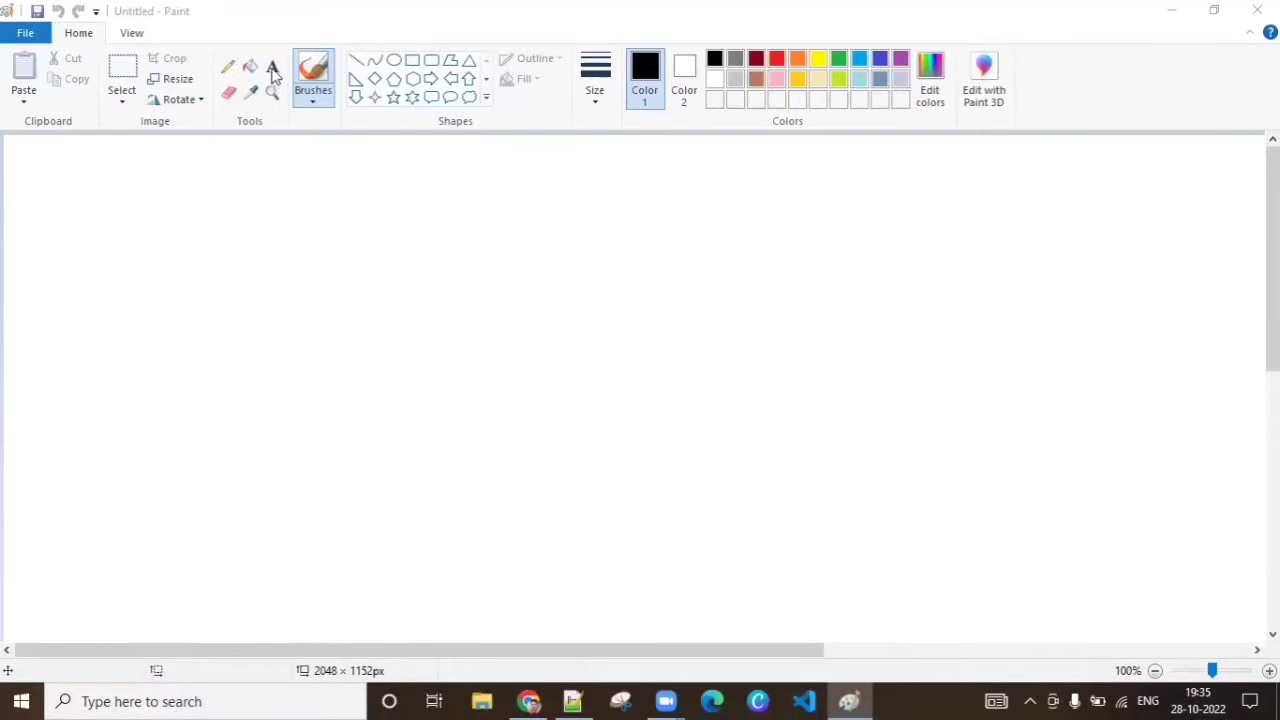 Untitled - Paint
File Home View
Paste
Cut
Copy
Clipboard
Select
Crop
Resize
Rotate
Image
A
Tools
Brushes
Shapes
Outline
Fill
Size
Color
1
Color
2
Colors
Edit
colors
Edit with
Paint 3D
2048 × 1152px
100%
Type here to search
ENG
19:35
28-10-2022